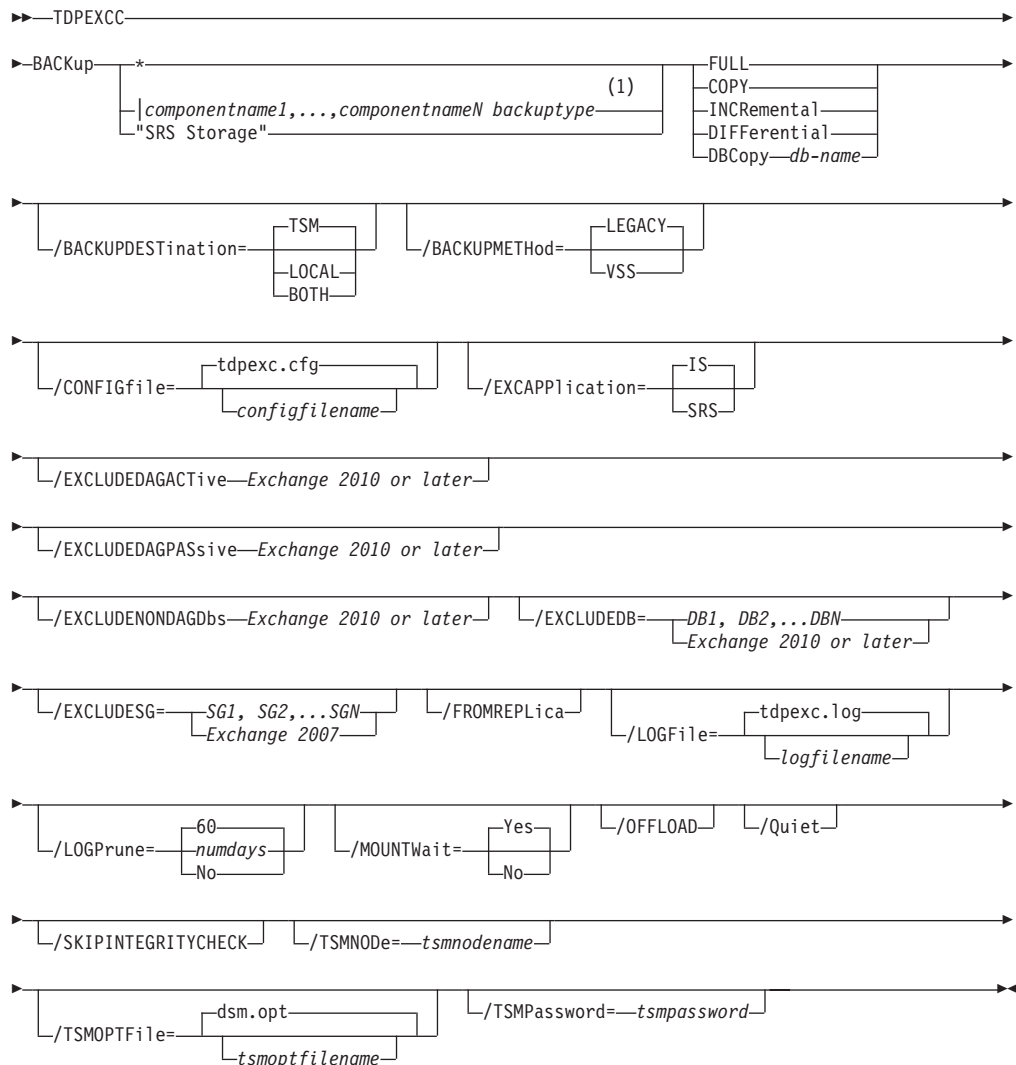 TDPEXCC
BACKup * FULL
(1) COPY
componentname1,...,componentnameN backuptype INCRemental
"SRS Storage" DIFFerential
DBCopy db-name
TSM LEGACY
/BACKUPDESTination= /BACKUPMETHod=
LOCAL VSS
BOTH
tdpexc.cfg IS
/CONFIGfile= /EXCAPPlication=
configfilename SRS
/EXCLUDEDAGACTive Exchange 2010 or later
/EXCLUDEDAGPASsive Exchange 2010 or later
/EXCLUDENONDAGDbs Exchange 2010 or later /EXCLUDEDB= DB1, DB2,...DBN
Exchange 2010 or later
/EXCLUDESG= SG1, SG2,...SGN /FROMREPLica tdpexc.log
Exchange 2007 /LOGFile=
logfilename
60 Yes /OFFLOAD /Quiet
/LOGPrune= numdays /MOUNTWait=
No No
/SKIPINTEGRITYCHECK /TSMNODe= tsmnodename
dsm.opt /TSMPassword= tsmpassword
/TSMOPTFile=
tsmoptfilename